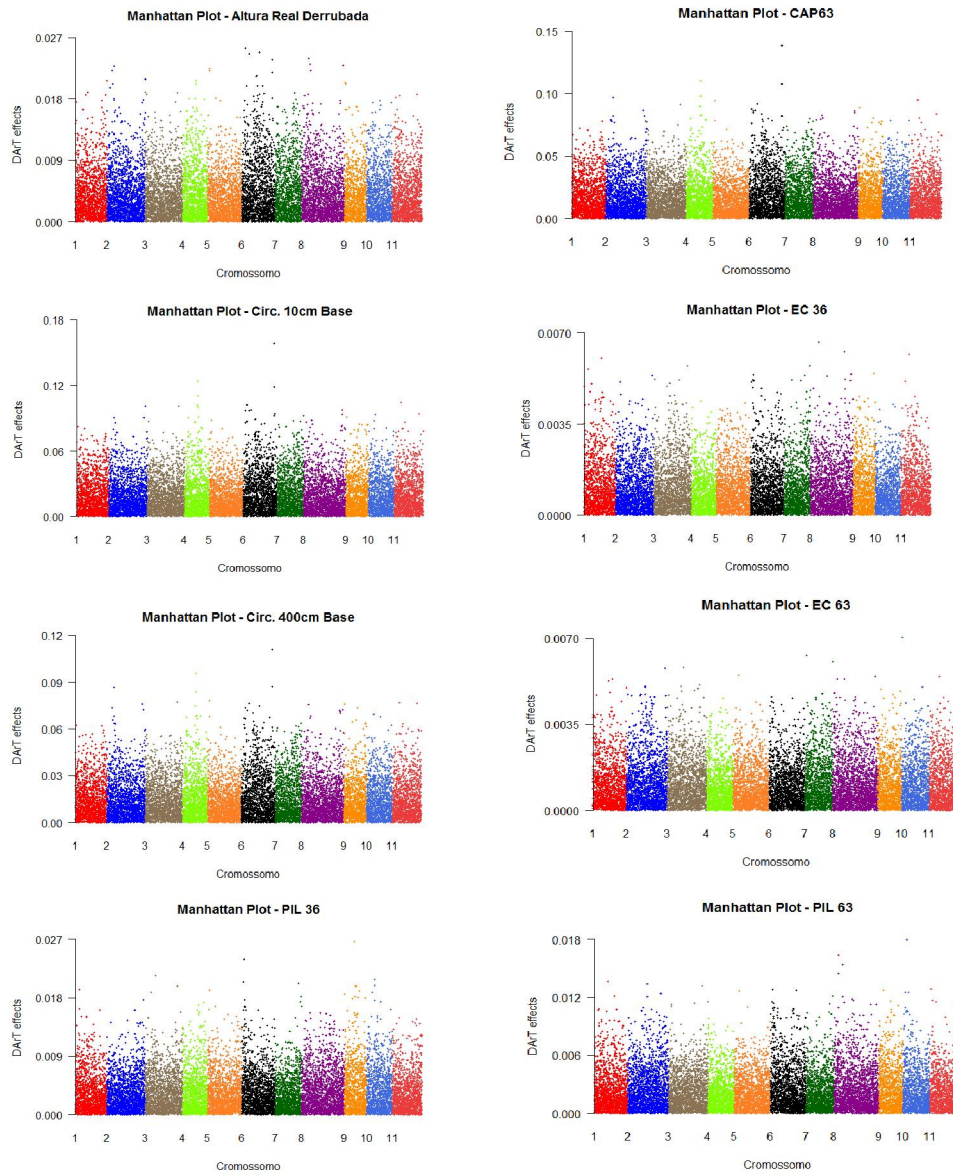 Manhattan Plot - Altura Real Derrubada
0.027
0.018
0.009
0.000
DArT effects
1 2 3 4 5 6 7 8 9 10 11
Cromossomo
Manhattan Plot - CAP63
0.15
0.10
0.05
0.00
DArT effects
1 2 3 4 5 6 7 8 9 10 11
Cromossomo
Manhattan Plot - Circ. 10cm Base
0.18
0.12
0.06
0.00
DArT effects
1 2 3 4 5 6 7 8 9 10 11
Cromossomo
Manhattan Plot - EC 36
0.0070
0.0035
0.0000
DArT effects
1 2 3 4 5 6 7 8 9 10 11
Cromossomo
Manhattan Plot - Circ. 400cm Base
0.12
0.09
0.06
0.03
0.00
DArT effects
1 2 3 4 5 6 7 8 9 10 11
Cromossomo
Manhattan Plot - EC 63
0.0070
0.0035
0.0000
DArT effects
1 2 3 4 5 6 7 8 9 10 11
Cromossomo
Manhattan Plot - PIL 36
0.027
0.018
0.009
0.000
DArT effects
1 2 3 4 5 6 7 8 9 10 11
Cromossomo
Manhattan Plot - PIL 63
0.018
0.012
0.006
0.000
DArT effects
1 2 3 4 5 6 7 8 9 10 11
Cromossomo